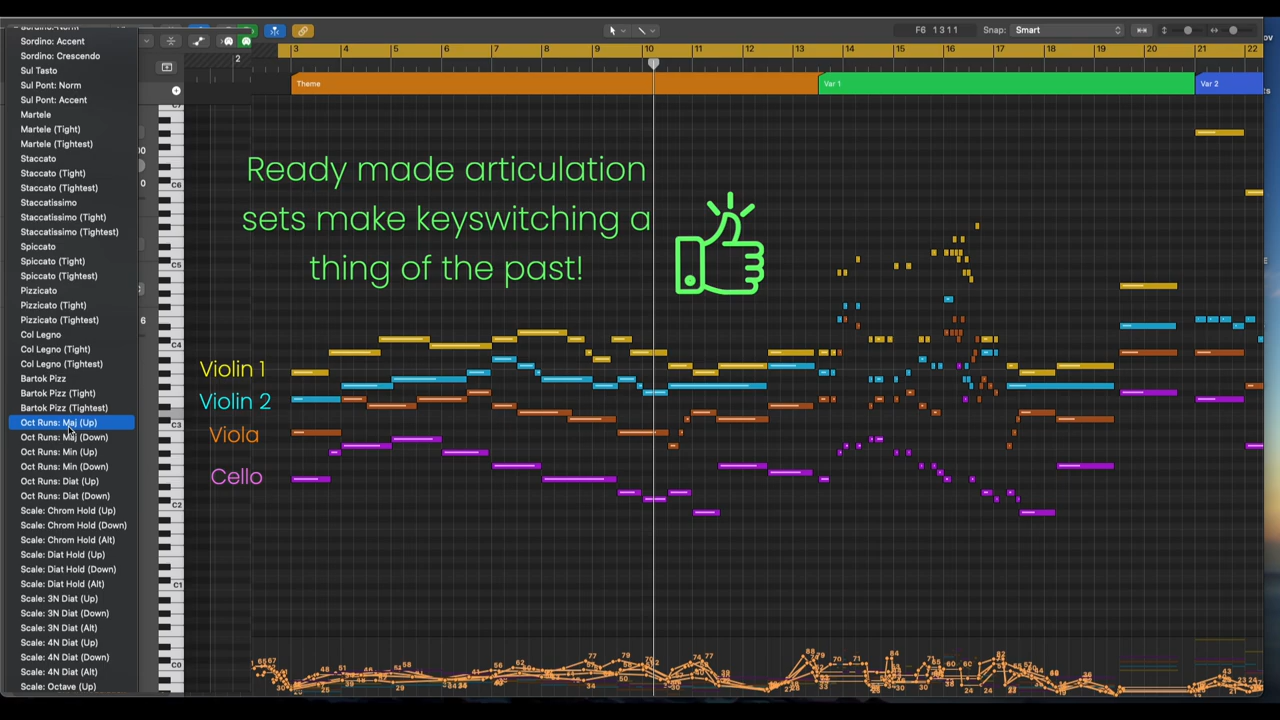 F6 1 3 1 1
Snap: Smart
2
3 4 5 6 7 8 9 10 11 12 13 14 15 16 17 18 19 20 21 22
Theme
Var 1
Var 2
Sordino: Accent
Sordino: Crescendo
Sul Tasto
Sul Pont: Norm
Sul Pont: Accent
Martele
Martele (Tight)
Martele (Tightest)
Staccato
Staccato (Tight)
Staccato (Tightest)
Staccatissimo
Staccatissimo (Tight)
Staccatissimo (Tightest)
Spiccato
Spiccato (Tight)
Spiccato (Tightest)
Pizzicato
Pizzicato (Tight)
Pizzicato (Tightest)
Col Legno
Col Legno (Tight)
Col Legno (Tightest)
Bartok Pizz
Bartok Pizz (Tight)
Bartok Pizz (Tightest)
Oct Runs: Maj (Up)
Oct Runs: Maj (Down)
Oct Runs: Min (Up)
Oct Runs: Min (Down)
Oct Runs: Diat (Up)
Oct Runs: Diat (Down)
Scale: Chrom Hold (Up)
Scale: Chrom Hold (Down)
Scale: Chrom Hold (Alt)
Scale: Diat Hold (Up)
Scale: Diat Hold (Down)
Scale: Diat Hold (Alt)
Scale: 3N Diat (Up)
Scale: 3N Diat (Down)
Scale: 3N Diat (Alt)
Scale: 4N Diat (Up)
Scale: 4N Diat (Down)
Scale: 4N Diat (Alt)
Scale: Octave (Up)
C6
C5
C4
C3
C2
C1
C0
Ready made articulation
sets make keyswitching a
thing of the past!
Violin 1
Violin 2
Viola
Cello